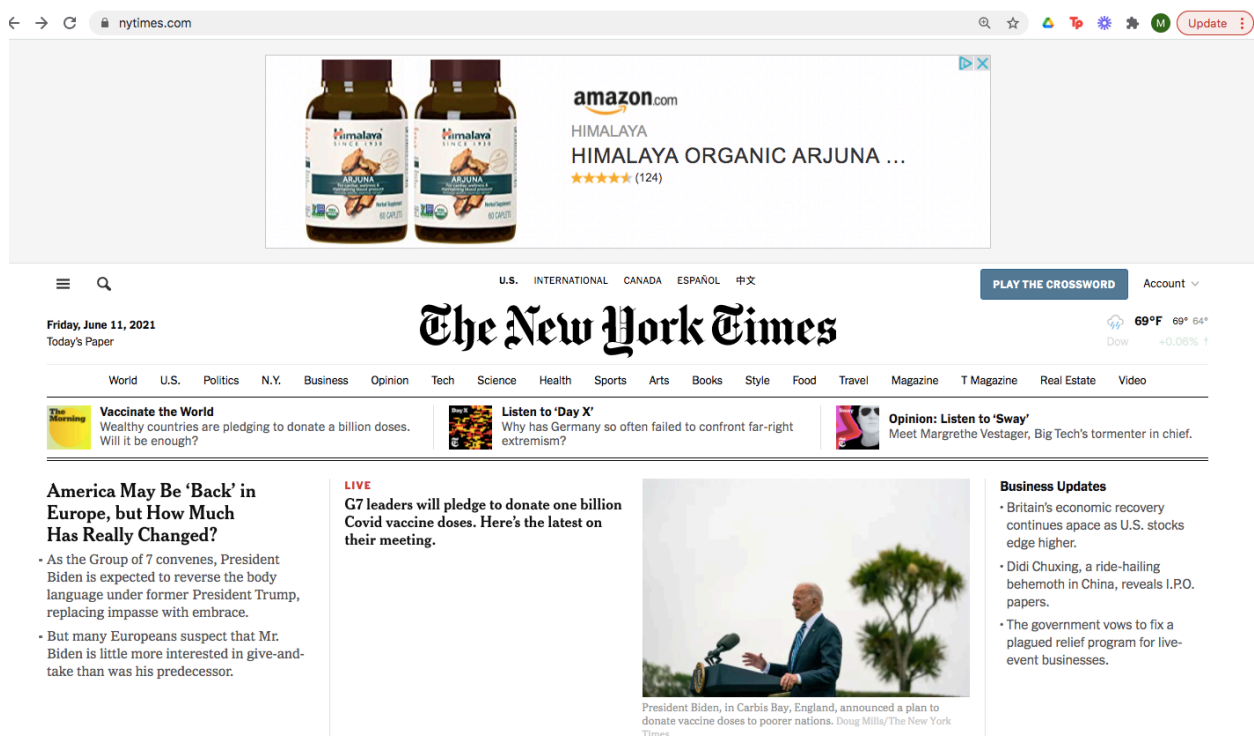 nytimes.com
M
Update
amazon.com
HIMALAYA
HIMALAYA ORGANIC ARJUNA ...
(124)
Himalaya
SINCE 1930
ARJUNA
60 CAPLETS
Himalaya
SINCE 1930
ARJUNA
60 CAPLETS
U.S. INTERNATIONAL CANADA ESPAÑOL 中文
PLAY THE CROSSWORD
Account
Friday, June 11, 2021
Today's Paper
The New York Times
69°F 69° 64°
Dow +0.06% ↑
World U.S. Politics N.Y. Business Opinion Tech Science Health Sports Arts Books Style Food Travel Magazine T Magazine Real Estate Video
The
Morning
Vaccinate the World
Wealthy countries are pledging to donate a billion doses.
Will it be enough?
Day X
Listen to ‘Day X’
Why has Germany so often failed to confront far-right
extremism?
Sway
Opinion: Listen to ‘Sway’
Meet Margrethe Vestager, Big Tech's tormenter in chief.
America May Be ‘Back’ in
Europe, but How Much
Has Really Changed?
- As the Group of 7 convenes, President
Biden is expected to reverse the body
language under former President Trump,
replacing impasse with embrace.
- But many Europeans suspect that Mr.
Biden is little more interested in give-and-
take than was his predecessor.
LIVE
G7 leaders will pledge to donate one billion
Covid vaccine doses. Here's the latest on
their meeting.
President Biden, in Carbis Bay, England, announced a plan to
donate vaccine doses to poorer nations. Doug Mills/The New York
Times
Business Updates
• Britain's economic recovery
continues apace as U.S. stocks
edge higher.
• Didi Chuxing, a ride-hailing
behemoth in China, reveals I.P.O.
papers.
• The government vows to fix a
plagued relief program for live-
event businesses.